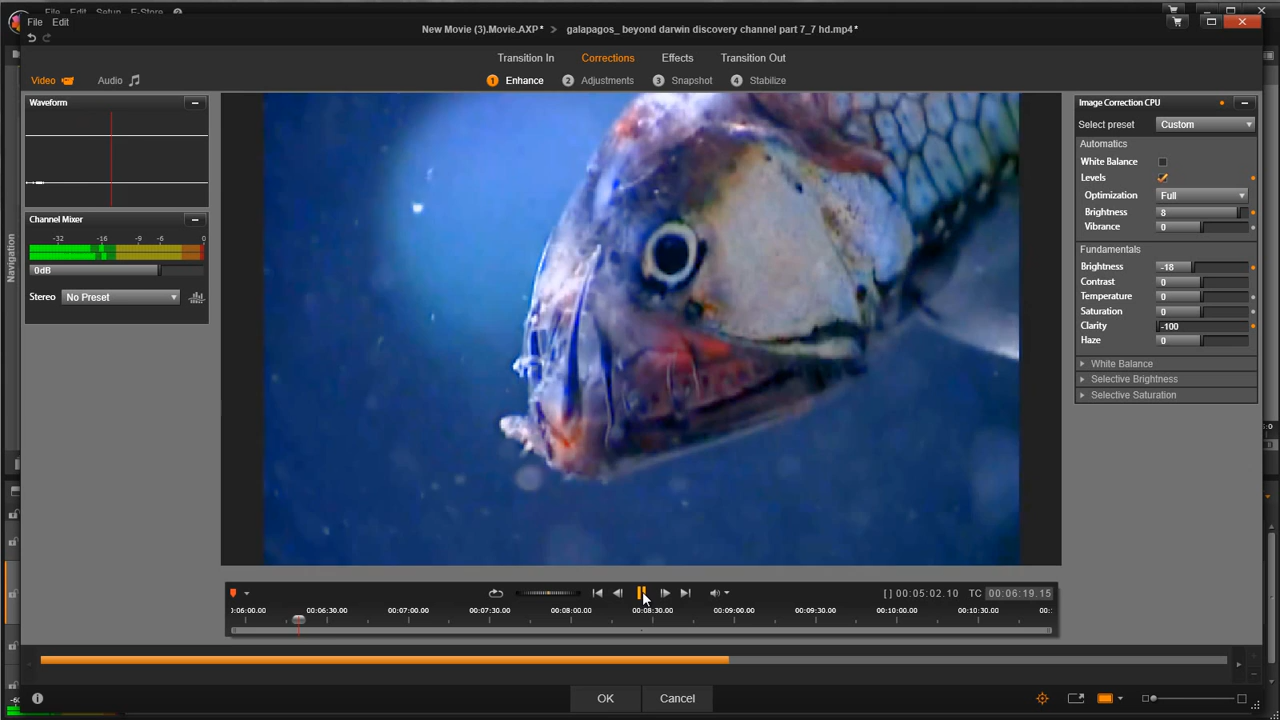 File Edit Setup E-Store
File Edit
New Movie (3).Movie.AXP* > galapagos_ beyond darwin discovery channel part 7_7 hd.mp4*
Transition In Corrections Effects Transition Out
Video Audio
1 Enhance 2 Adjustments 3 Snapshot 4 Stabilize
Waveform
Channel Mixer
-32 -16 -9 -6 0
0dB
Stereo No Preset
Navigation
Image Correction CPU
Select preset Custom
Automatics
White Balance
Levels
Optimization Full
Brightness 8
Vibrance 0
Fundamentals
Brightness -18
Contrast 0
Temperature 0
Saturation 0
Clarity -100
Haze 0
White Balance
Selective Brightness
Selective Saturation
[ ] 00:05:02.10 TC 00:06:19.15
0:06:00.00 00:06:30.00 00:07:00.00 00:07:30.00 00:08:00.00 00:08:30.00 00:09:00.00 00:09:30.00 00:10:00.00 00:10:30.00 00:
OK Cancel